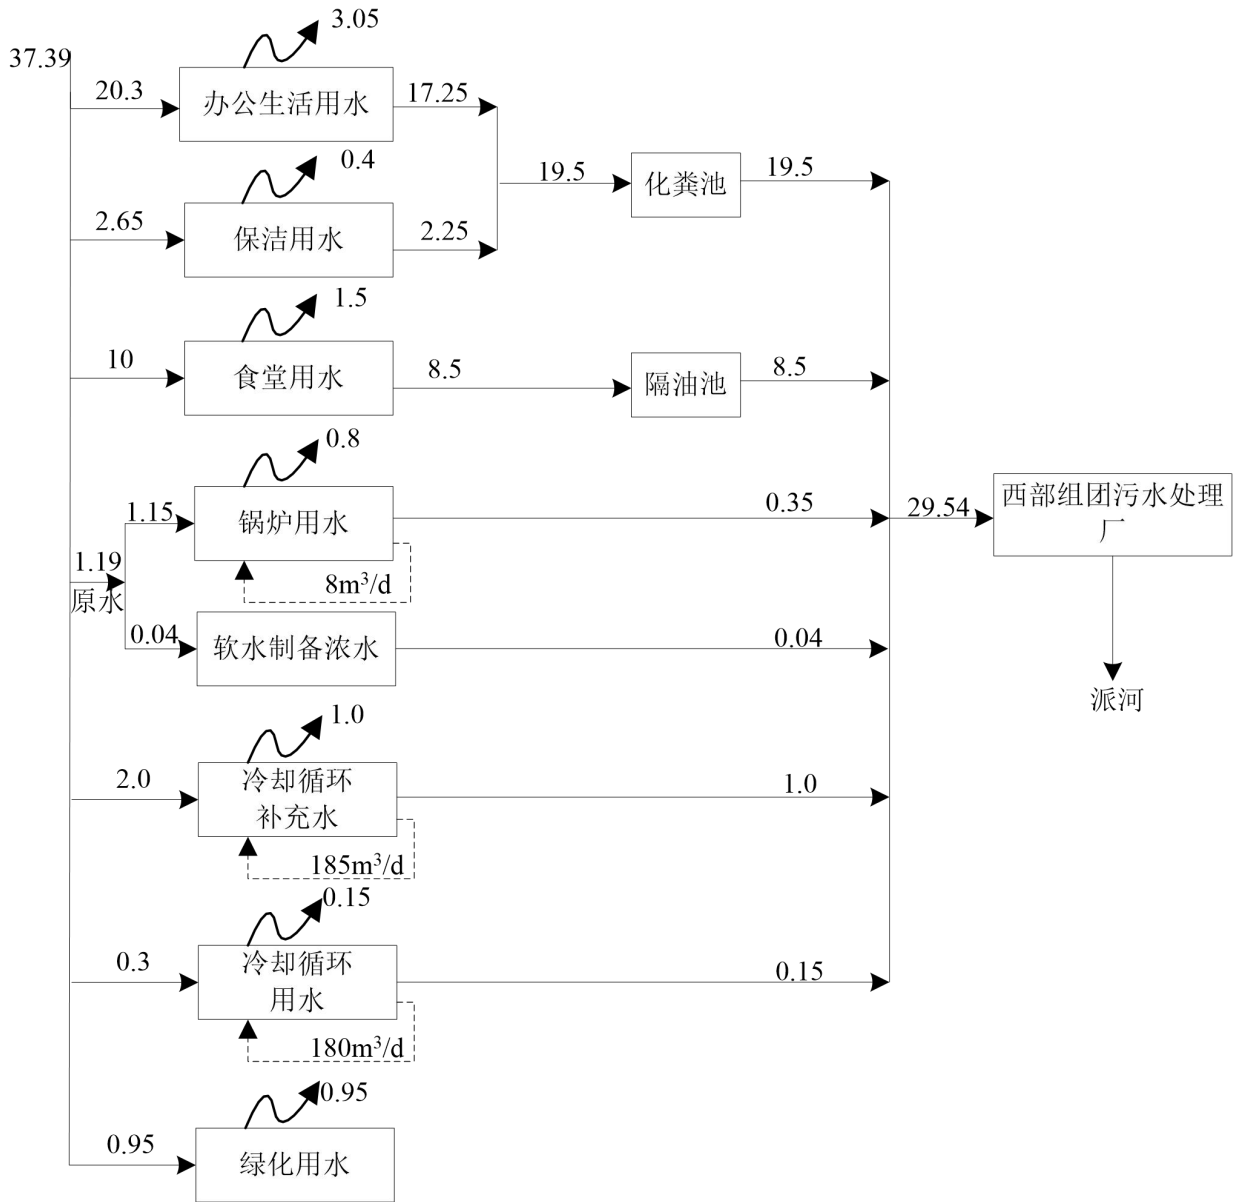 3.05
37.39
20.3
办公生活用水
17.25
0.4
19.5
化粪池
19.5
2.65
保洁用水
2.25
1.5
10
食堂用水
8.5
隔油池
8.5
0.8
1.15
锅炉用水
0.35
29.54
西部组团污水处理
厂
1.19
原水
8m³/d
0.04
软水制备浓水
0.04
派河
1.0
2.0
冷却循环
补充水
1.0
185m³/d
0.15
0.3
冷却循环
用水
0.15
180m³/d
0.95
0.95
绿化用水